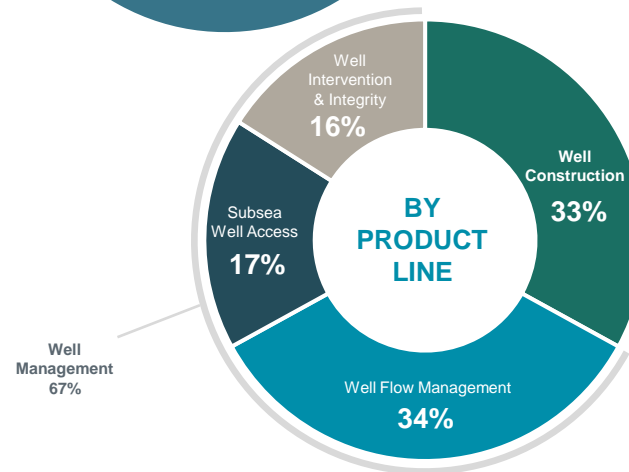 Well
Intervention
& Integrity
16%
Well
Construction
33%
BY
PRODUCT
LINE
Subsea
Well Access
17%
Well
Management
67%
Well Flow Management
34%